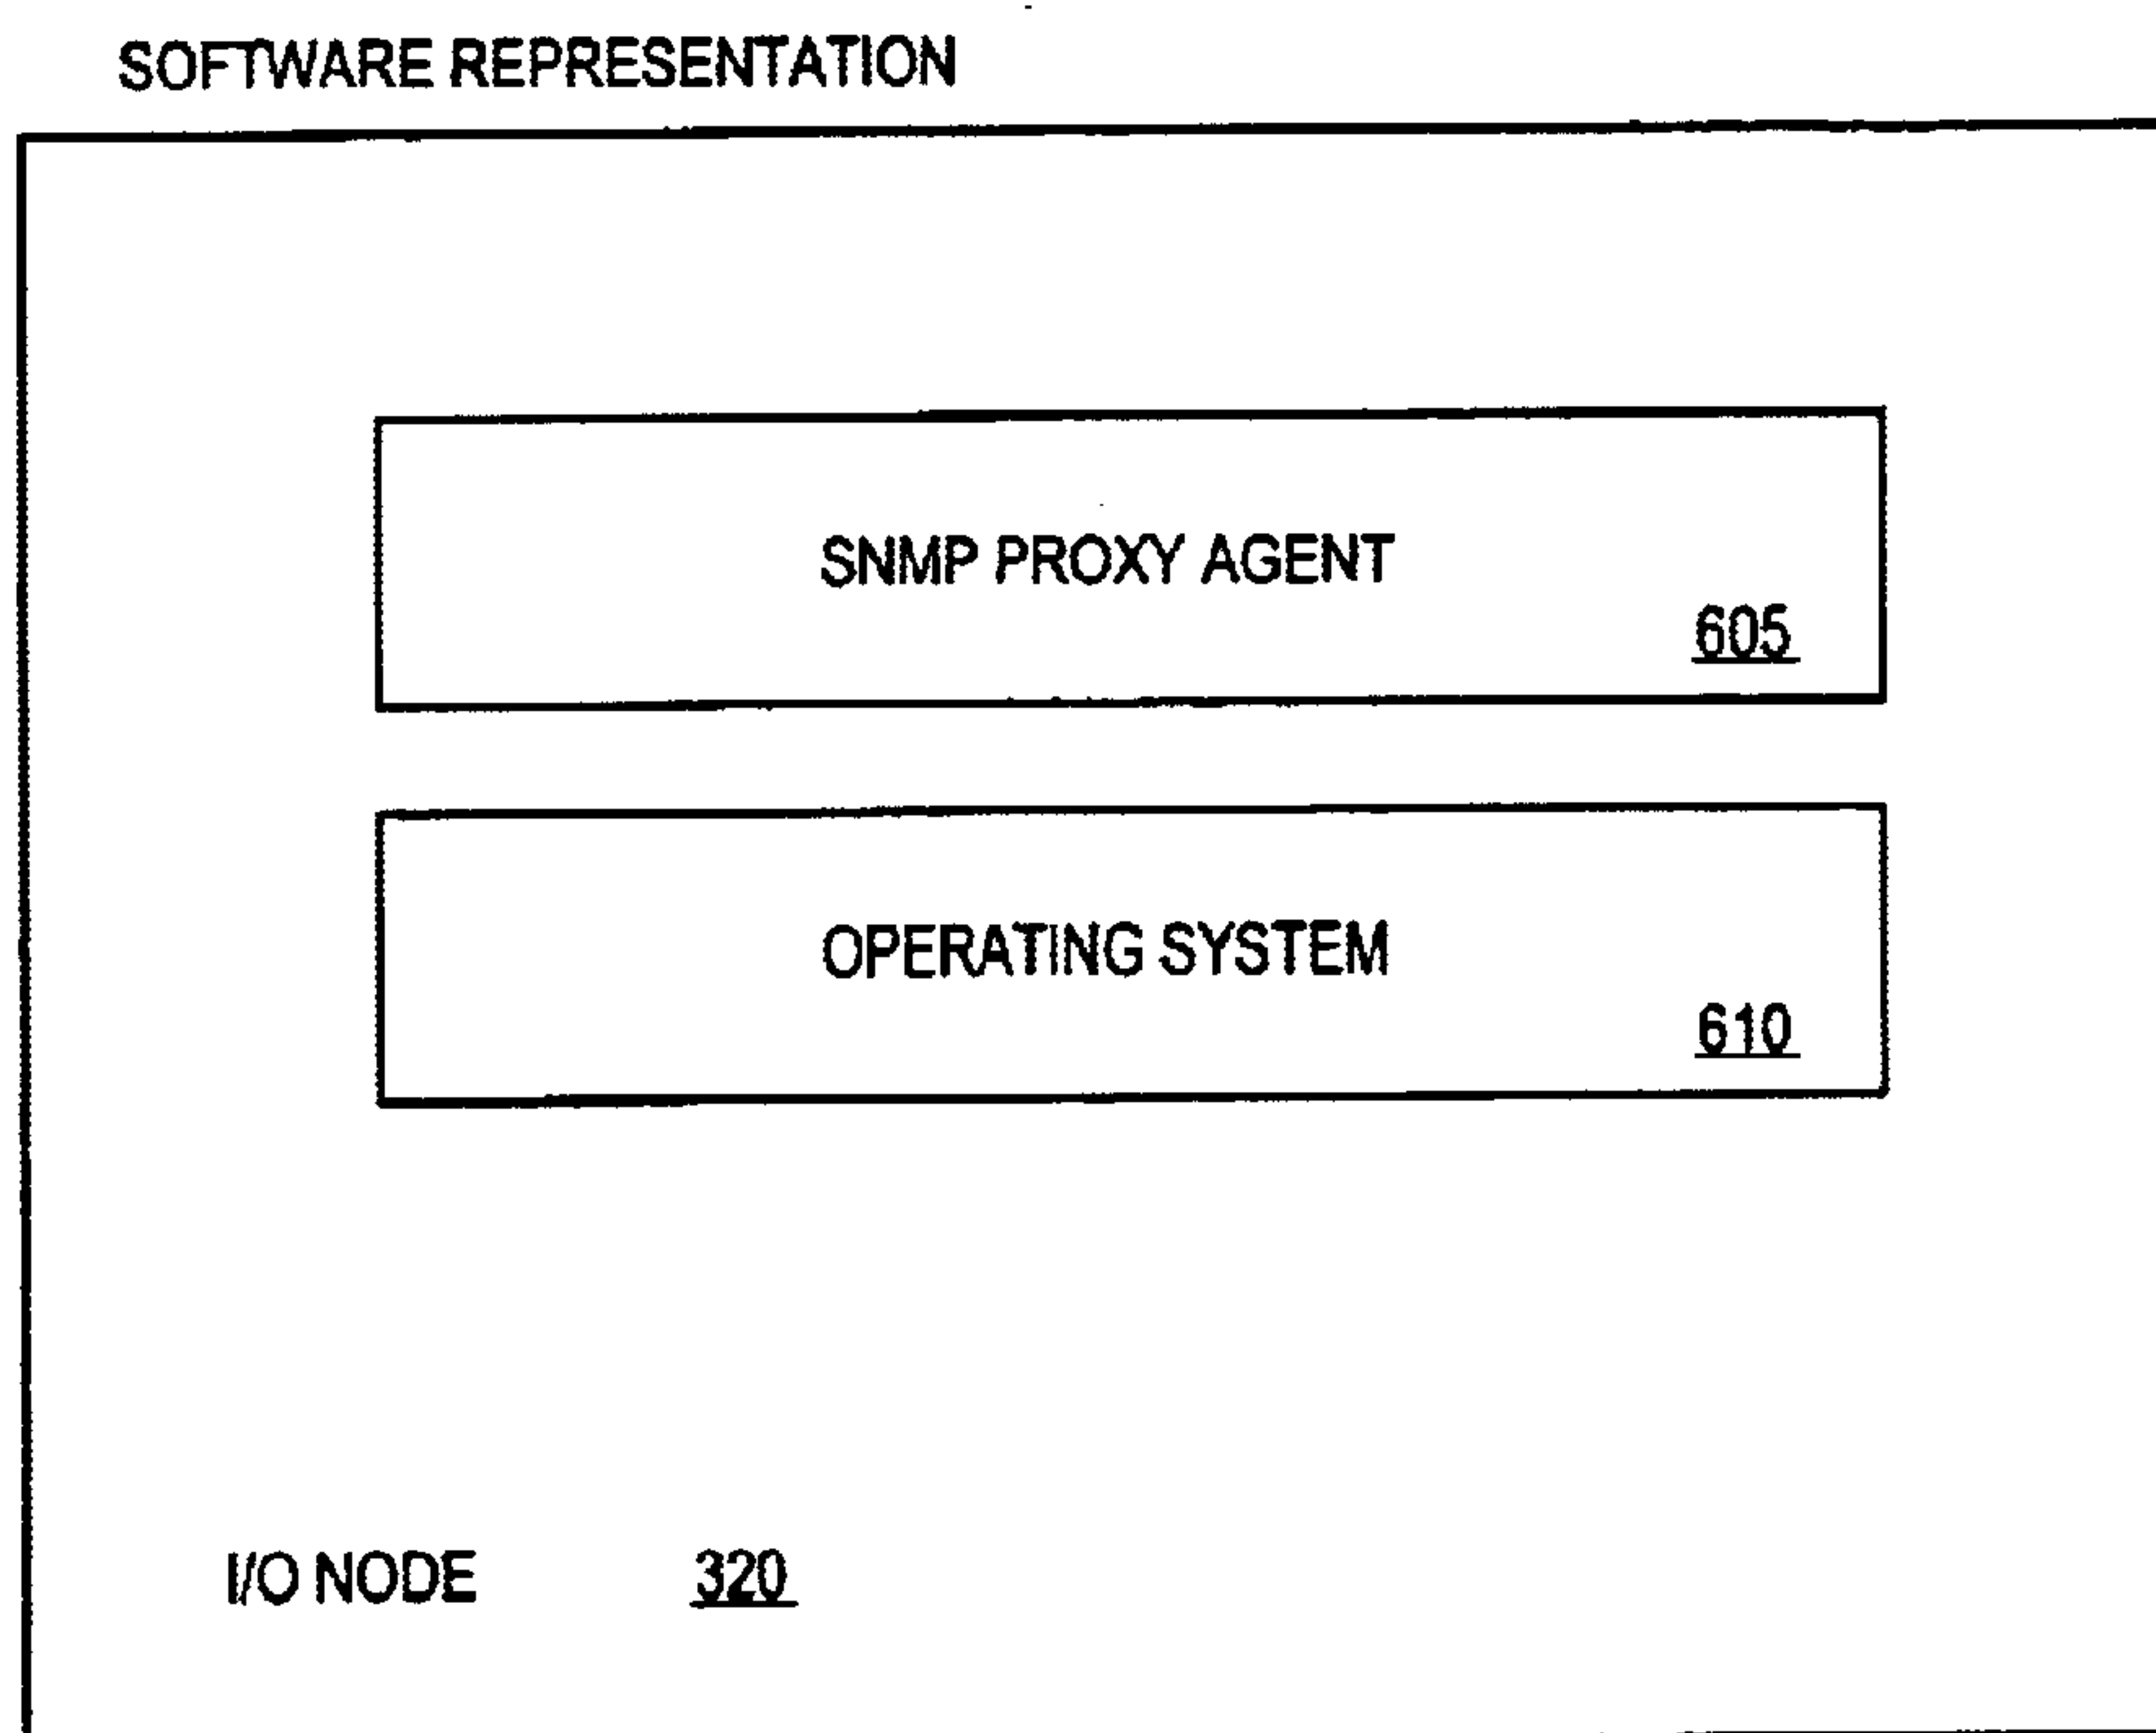 SOFTWARE REPRESENTATION
SNMP PROXY AGENT
605
OPERATING SYSTEM
610
I/O NODE 320